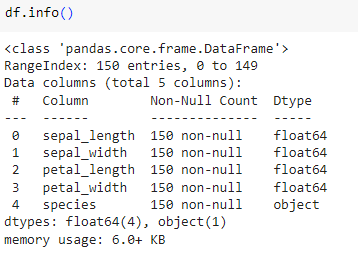 df.info()
<class 'pandas.core.frame.DataFrame'>
RangeIndex: 150 entries, 0 to 149
Data columns (total 5 columns):
 #   Column        Non-Null Count  Dtype
---  ------        --------------  -----
 0   sepal_length  150 non-null    float64
 1   sepal_width   150 non-null    float64
 2   petal_length  150 non-null    float64
 3   petal_width   150 non-null    float64
 4   species       150 non-null    object
dtypes: float64(4), object(1)
memory usage: 6.0+ KB